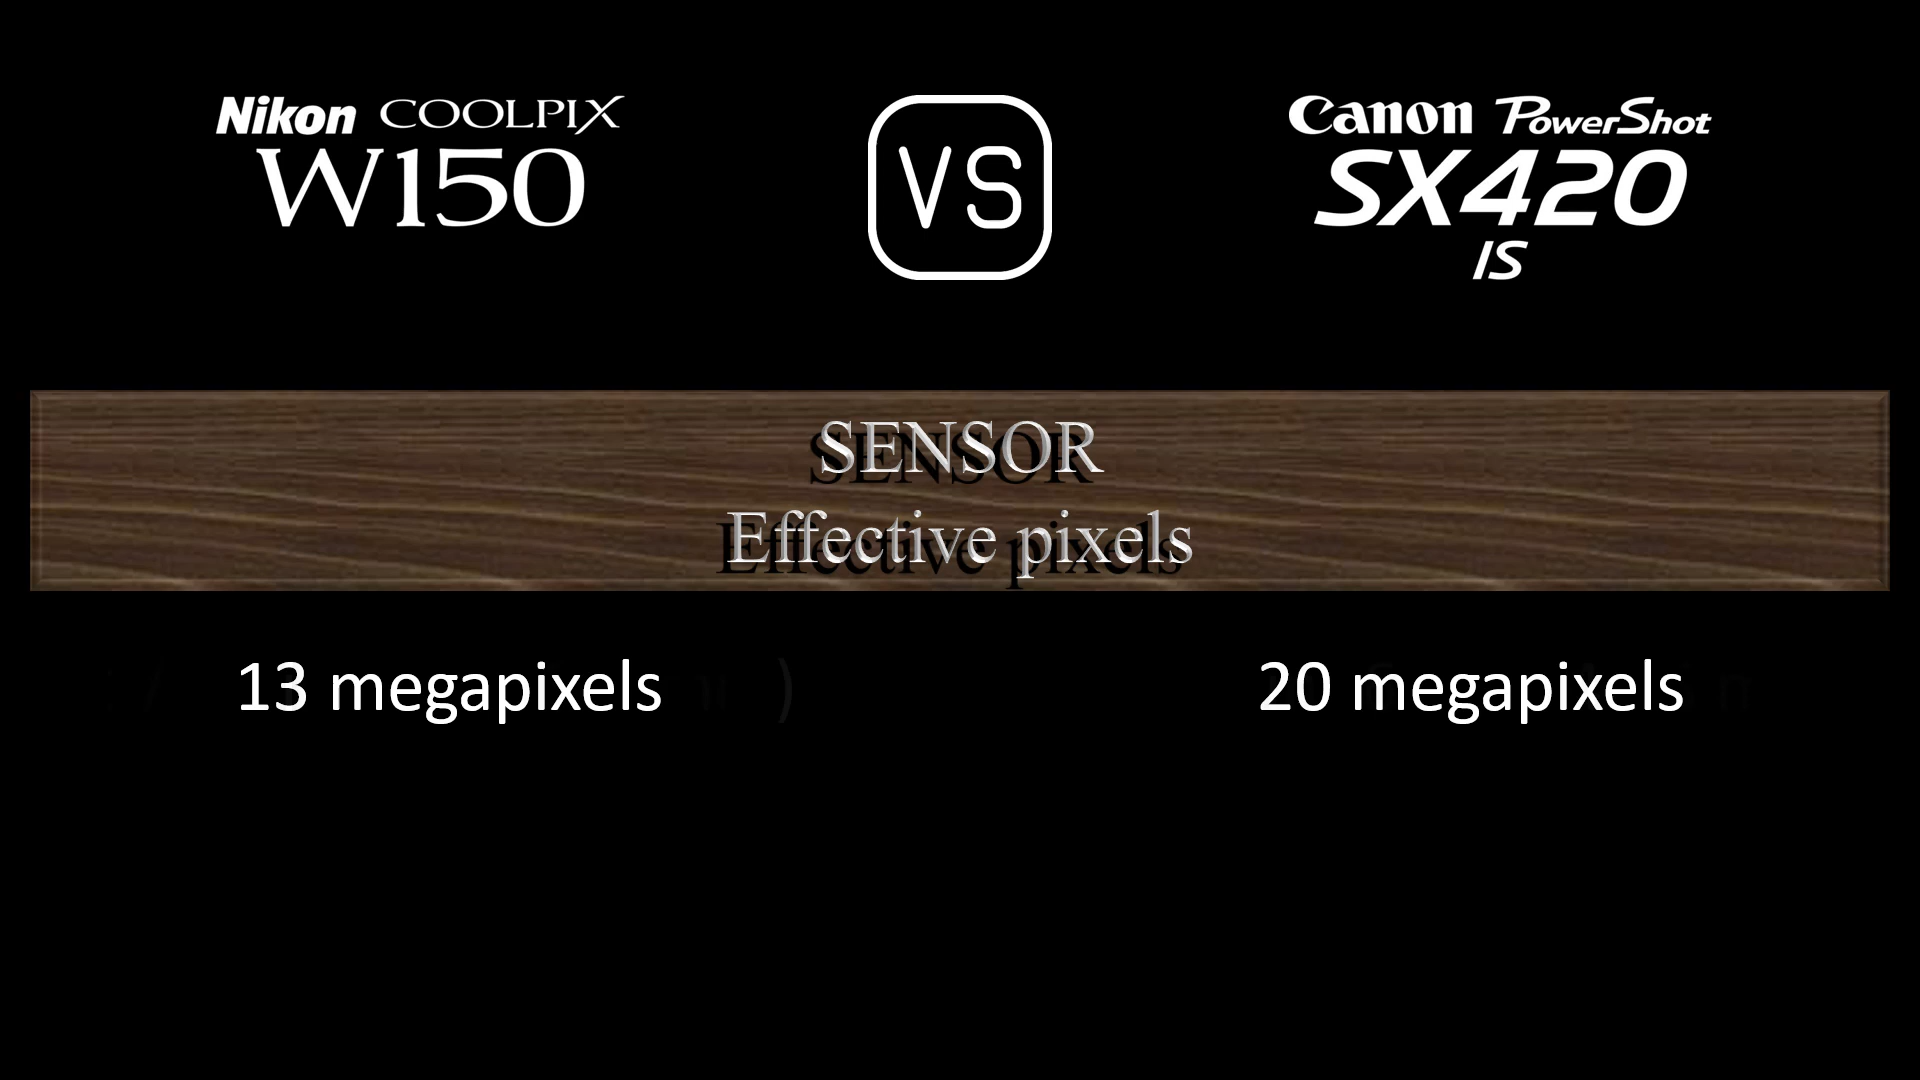 Nikon COOLPIX
W150
VS
Canon PowerShot
SX420
IS
SENSOR
Effective pixels
13 megapixels
20 megapixels